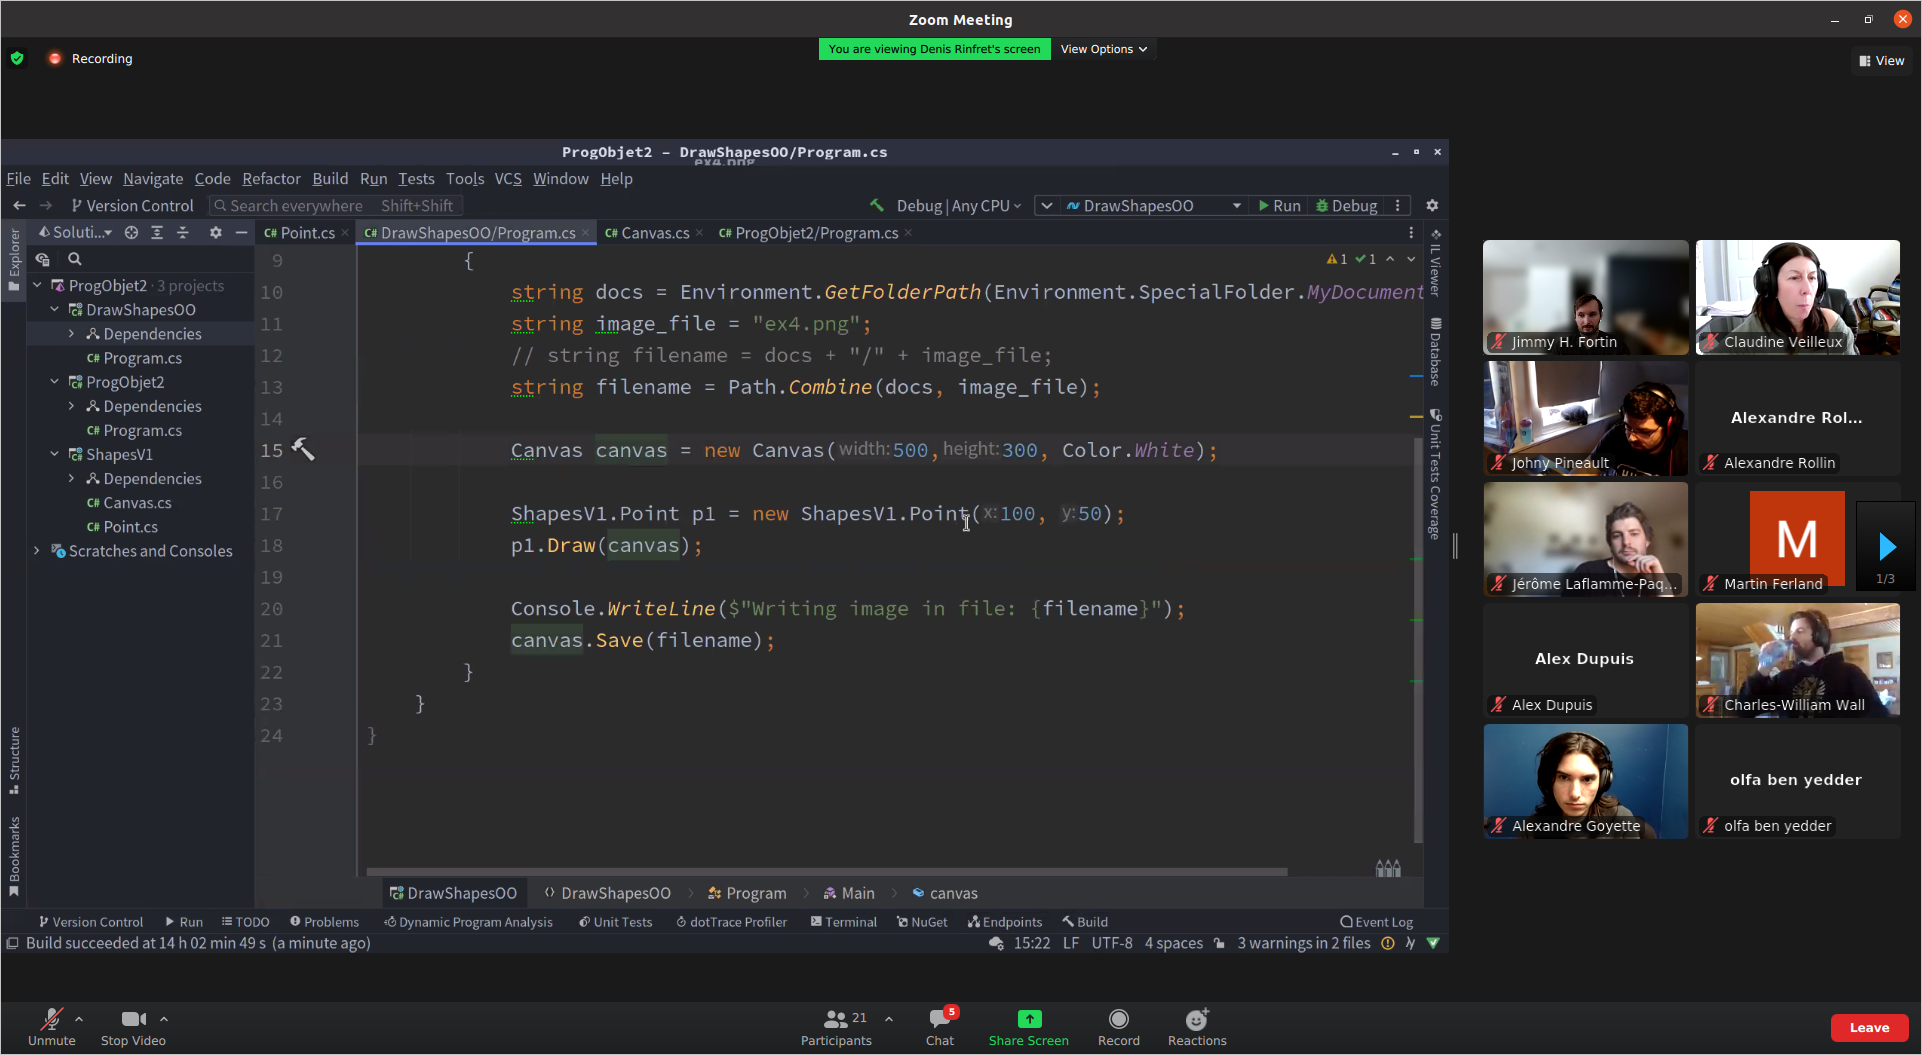 Zoom Meeting
Recording
You are viewing Denis Rinfret's screen
View Options
View
ProgObjet2 – DrawShapesOO/Program.cs
ex4.png
File Edit View Navigate Code Refactor Build Run Tests Tools VCS Window Help
Version Control
Search everywhere Shift+Shift
Debug | Any CPU
DrawShapesOO
Run
Debug
Explorer
Soluti...
C# Point.cs
C# DrawShapesOO/Program.cs
C# Canvas.cs
C# ProgObjet2/Program.cs
ProgObjet2 · 3 projects
DrawShapesOO
Dependencies
C# Program.cs
ProgObjet2
Dependencies
C# Program.cs
ShapesV1
Dependencies
C# Canvas.cs
C# Point.cs
Scratches and Consoles
Structure
Bookmarks
1 1
9 {
10 string docs = Environment.GetFolderPath(Environment.SpecialFolder.MyDocument
11 string image_file = "ex4.png";
12 // string filename = docs + "/" + image_file;
13 string filename = Path.Combine(docs, image_file);
14
15 Canvas canvas = new Canvas(width:500, height:300, Color.White);
16
17 ShapesV1.Point p1 = new ShapesV1.Point(x:100, y:50);
18 p1.Draw(canvas);
19
20 Console.WriteLine($"Writing image in file: {filename}");
21 canvas.Save(filename);
22 }
23 }
24 }
IL Viewer
Database
Unit Tests Coverage
DrawShapesOO
DrawShapesOO
Program
Main
canvas
Version Control
Run
TODO
Problems
Dynamic Program Analysis
Unit Tests
dotTrace Profiler
Terminal
NuGet
Endpoints
Build
Event Log
Build succeeded at 14 h 02 min 49 s (a minute ago)
15:22 LF UTF-8 4 spaces
3 warnings in 2 files
Jimmy H. Fortin
Claudine Veilleux
Johny Pineault
Alexandre Rol...
Alexandre Rollin
Jérôme Laflamme-Paq...
M
Martin Ferland
1/3
Alex Dupuis
Alex Dupuis
Charles-William Wall
Alexandre Goyette
olfa ben yedder
olfa ben yedder
Unmute
Stop Video
21
Participants
5
Chat
Share Screen
Record
Reactions
Leave